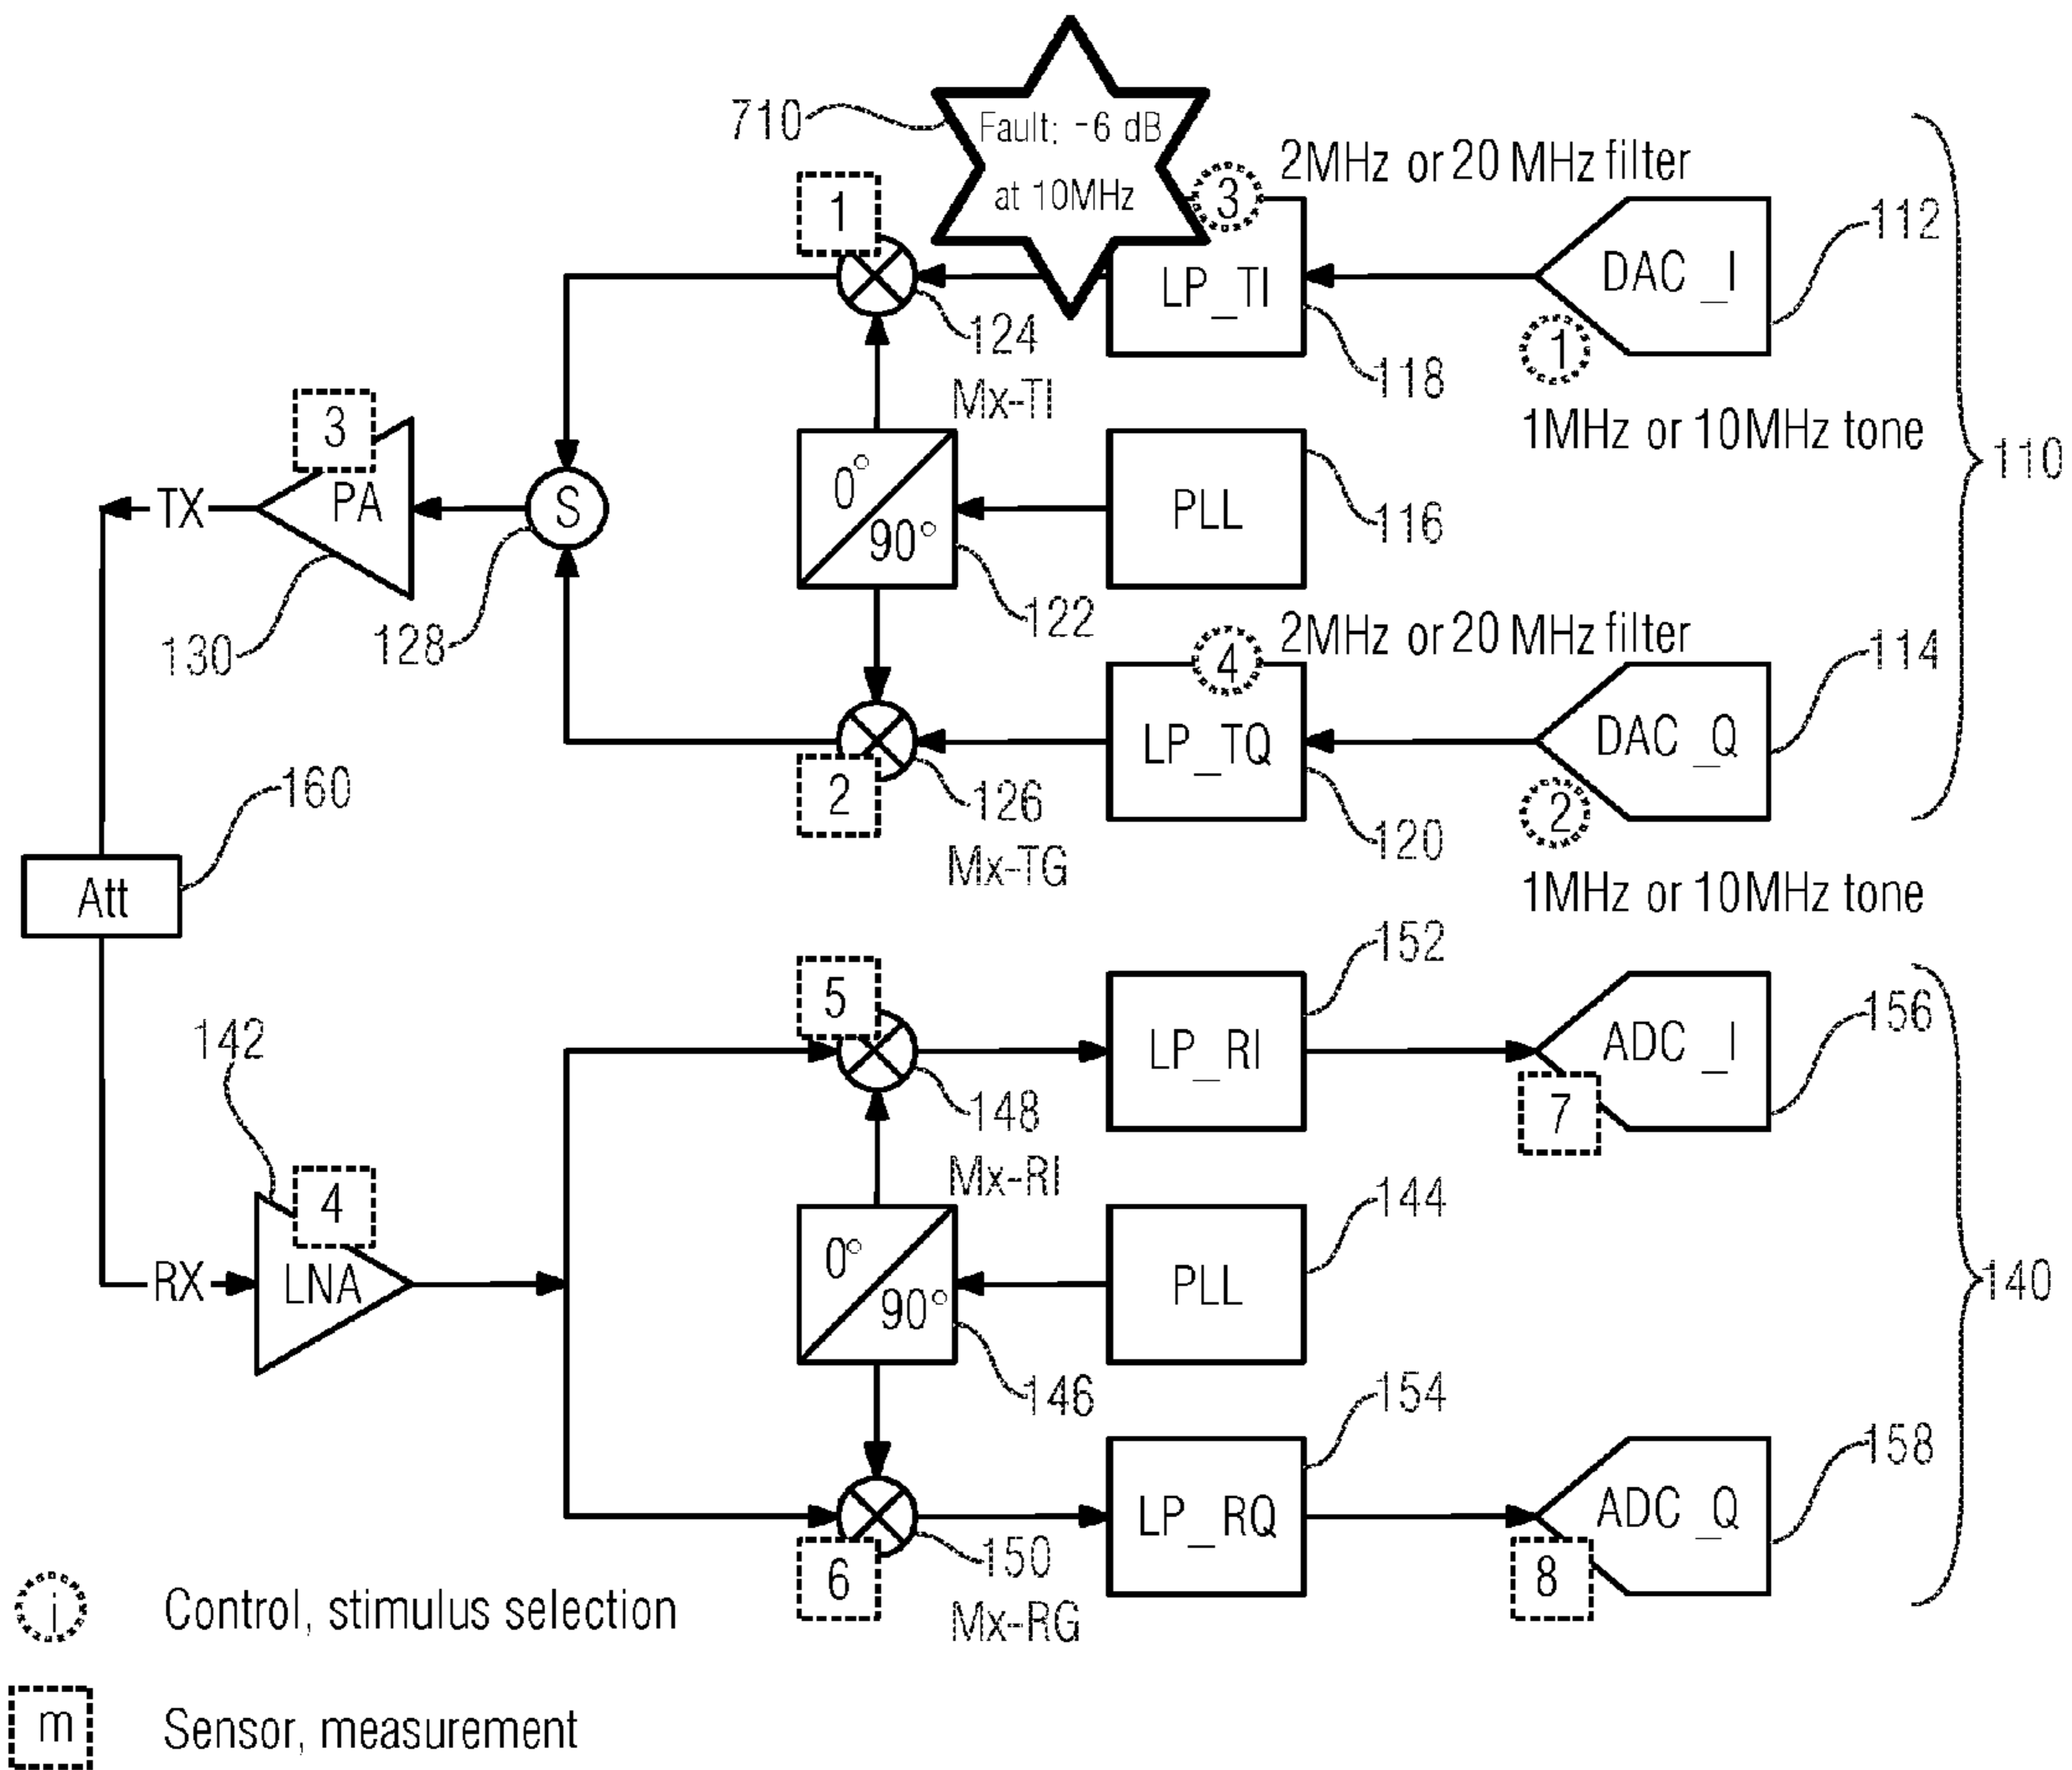 710
Fault: -6 dB
at 10MHz
1
3
2MHz or 20 MHz filter
112
DAC_I
LP_TI
1
124
118
Mx-TI
1MHz or 10MHz tone
110
3
PA
TX
S
0°
90°
PLL
116
130
128
122
2MHz or 20 MHz filter
4
114
DAC_Q
LP_TQ
2
126
120
2
Mx-TG
1MHz or 10MHz tone
160
Att
152
5
LP_RI
ADC_I
156
7
148
Mx-RI
142
4
LNA
RX
0°
90°
PLL
144
146
154
140
LP_RQ
ADC_Q
158
6
150
8
Mx-RG
i
Control, stimulus selection
m
Sensor, measurement